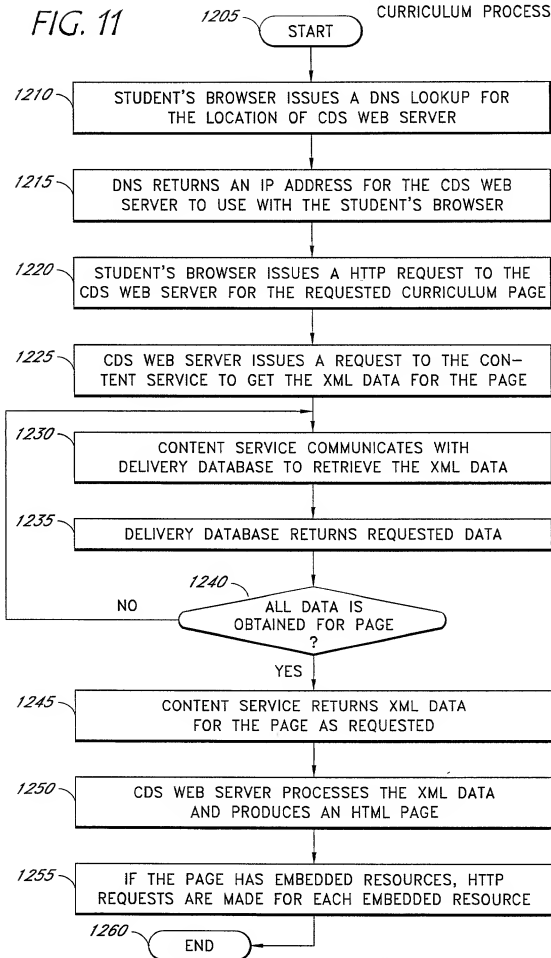 FIG. 11
CURRICULUM PROCESS
1205
START
1210
STUDENT'S BROWSER ISSUES A DNS LOOKUP FOR
THE LOCATION OF CDS WEB SERVER
1215
DNS RETURNS AN IP ADDRESS FOR THE CDS WEB
SERVER TO USE WITH THE STUDENT'S BROWSER
1220
STUDENT'S BROWSER ISSUES A HTTP REQUEST TO THE
CDS WEB SERVER FOR THE REQUESTED CURRICULUM PAGE
1225
CDS WEB SERVER ISSUES A REQUEST TO THE CON-
TENT SERVICE TO GET THE XML DATA FOR THE PAGE
1230
CONTENT SERVICE COMMUNICATES WITH
DELIVERY DATABASE TO RETRIEVE THE XML DATA
1235
DELIVERY DATABASE RETURNS REQUESTED DATA
1240
NO
ALL DATA IS
OBTAINED FOR PAGE
?
YES
1245
CONTENT SERVICE RETURNS XML DATA
FOR THE PAGE AS REQUESTED
1250
CDS WEB SERVER PROCESSES THE XML DATA
AND PRODUCES AN HTML PAGE
1255
IF THE PAGE HAS EMBEDDED RESOURCES, HTTP
REQUESTS ARE MADE FOR EACH EMBEDDED RESOURCE
1260
END